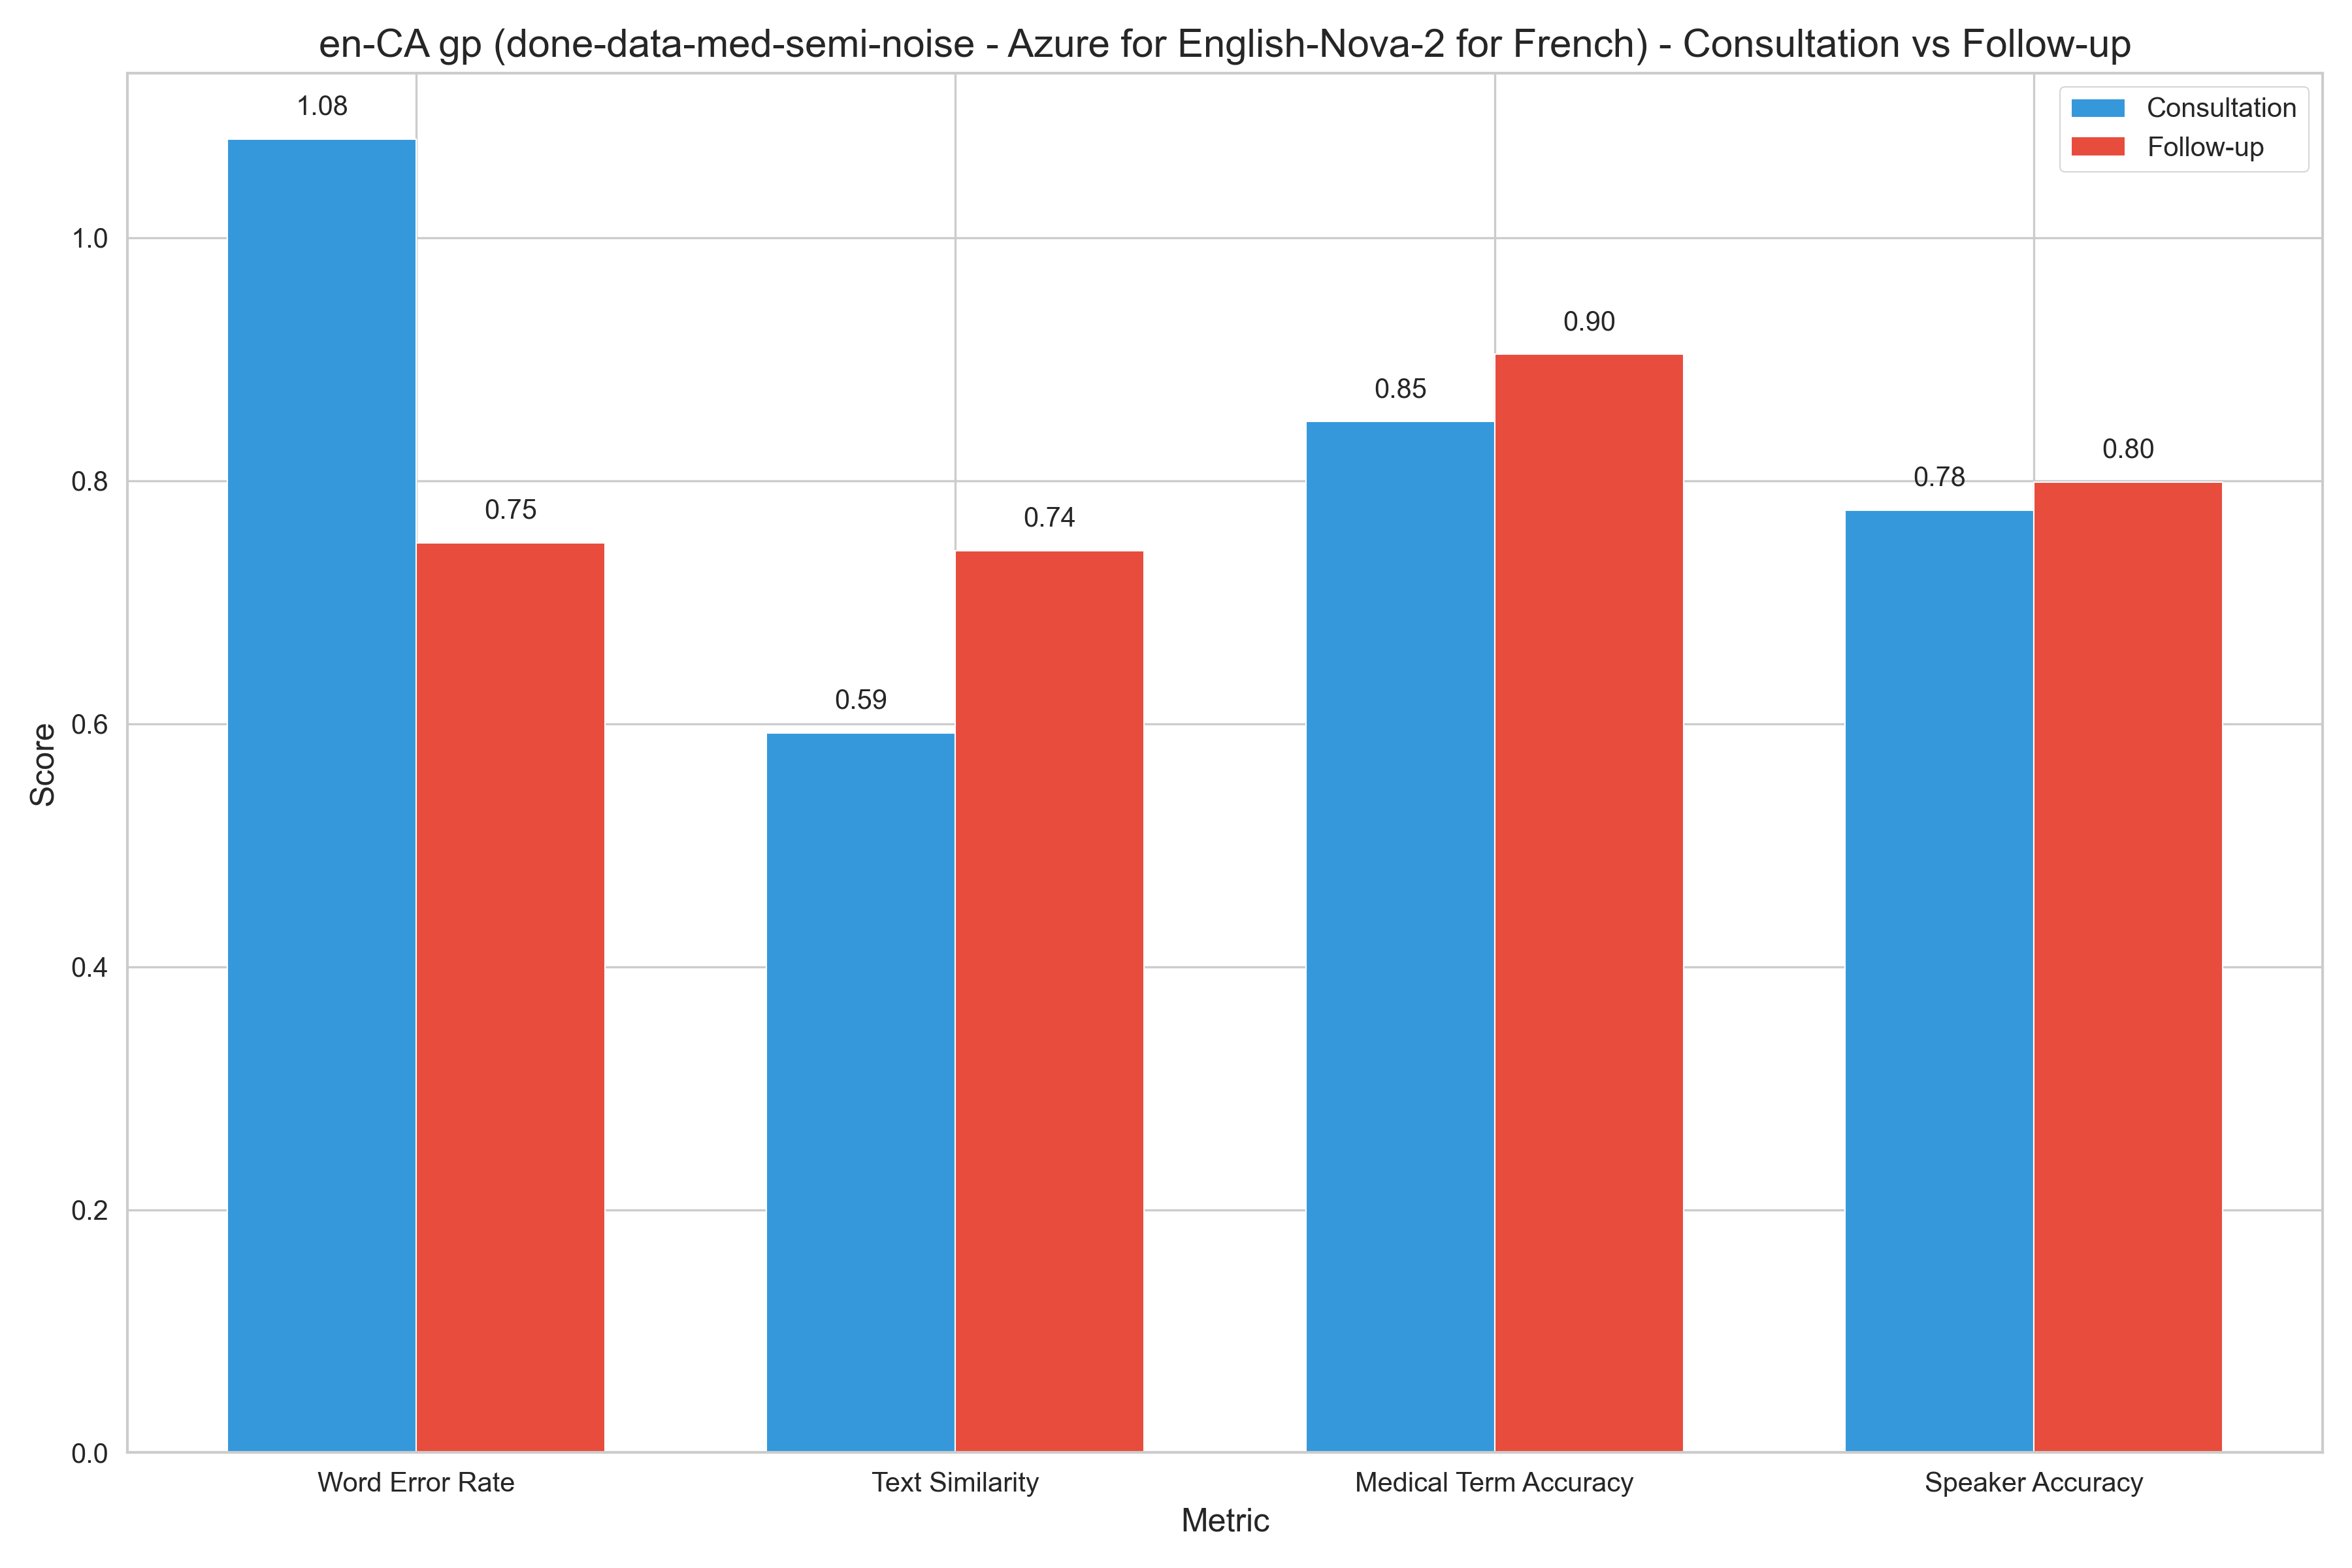 en-CA gp (done-data-med-semi-noise - Azure for English-Nova-2 for French) - Consultation vs Follow-up
Consultation
Follow-up
1.08
0.75
0.59
0.74
0.85
0.90
0.78
0.80
Score
1.0
0.8
0.6
0.4
0.2
0.0
Word Error Rate
Text Similarity
Medical Term Accuracy
Speaker Accuracy
Metric